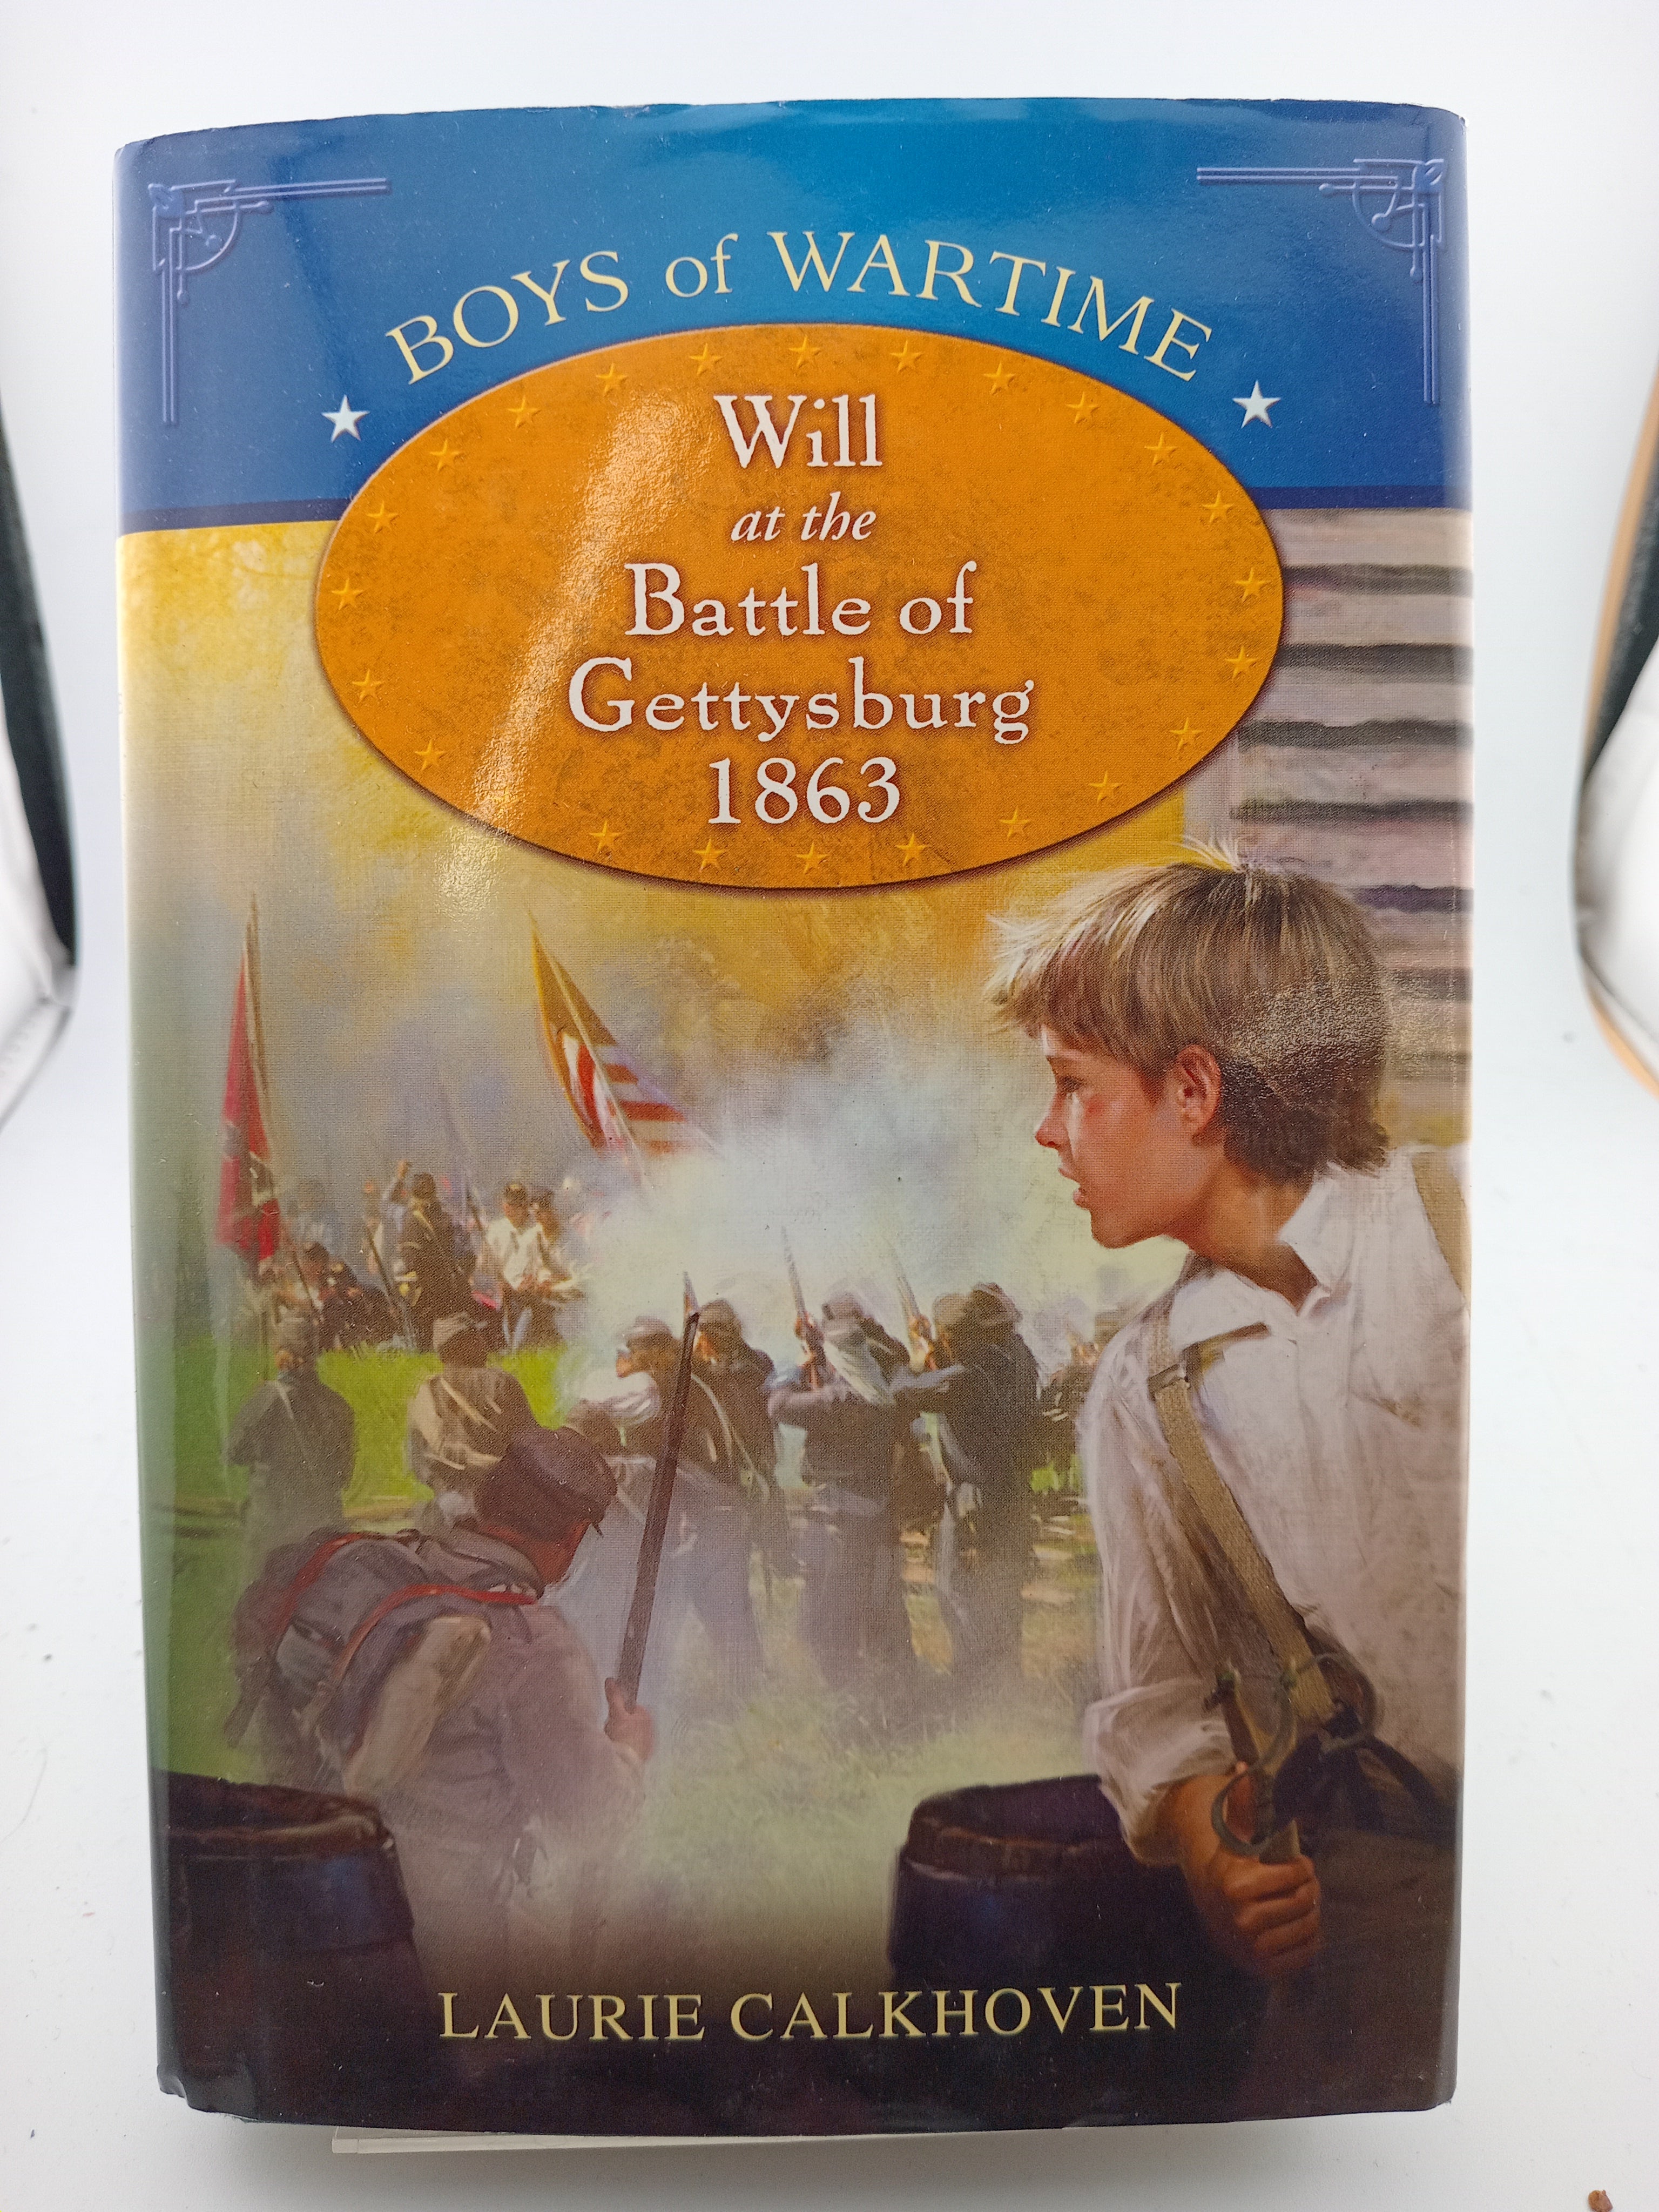 BOYS of WARTIME
Will
at the
Battle of
Gettysburg
1863
LAURIE CALKHOVEN